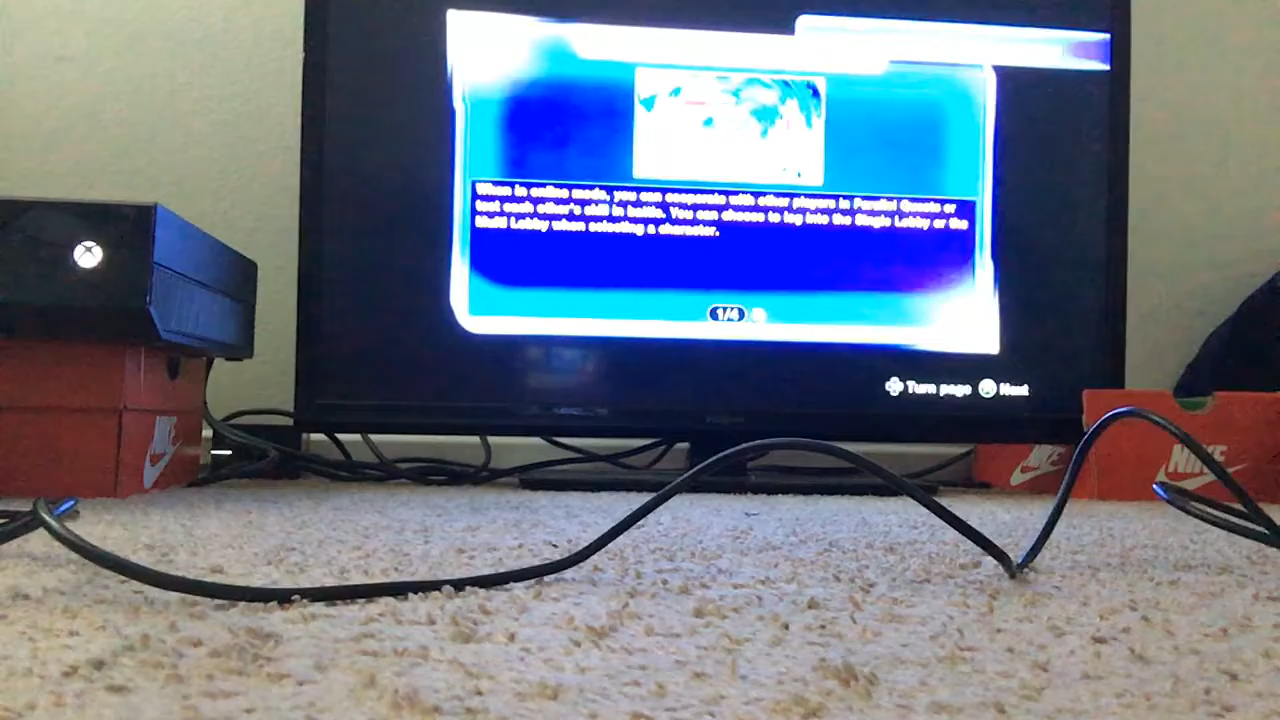 When in online mode, you can cooperate with other players in Parallel Quests or
test each other's skill in battle. You can choose to log into the Single Lobby or the
Multi Lobby when selecting a character.
1/4
Turn page
Next
NIKE